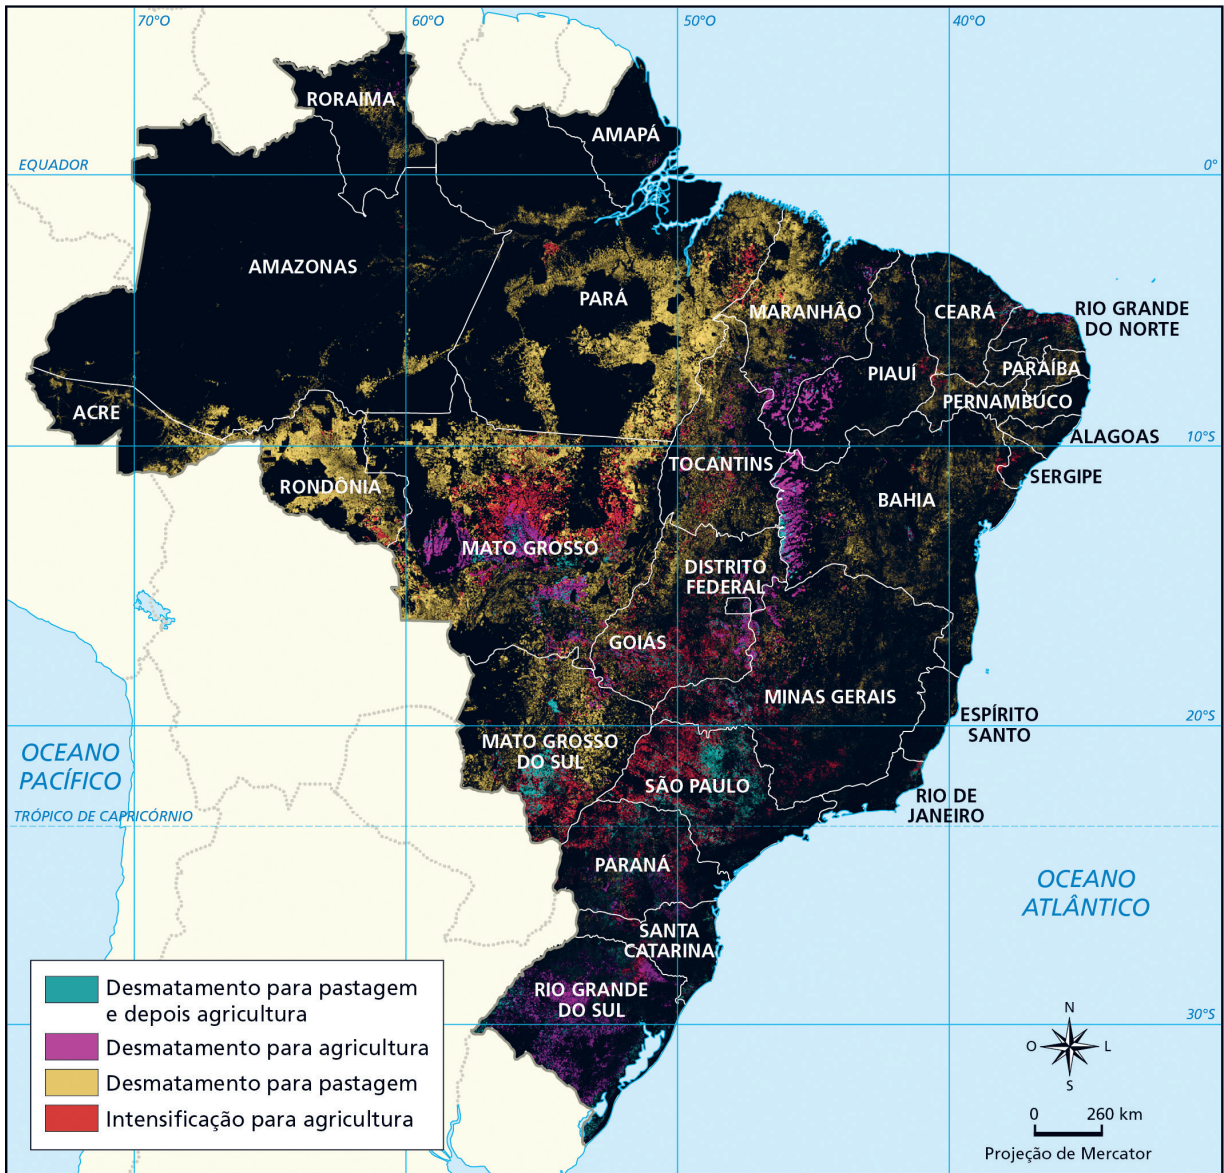 70°O
60°O
50°O
40°O
RORAIMA
AMAPÁ
EQUADOR
0°
AMAZONAS
PARÁ
MARANHÃO
CEARÁ
RIO GRANDE
DO NORTE
PIAUÍ
PARAÍBA
ACRE
PERNAMBUCO
ALAGOAS
10°S
TOCANTINS
SERGIPE
RONDÔNIA
BAHIA
MATO GROSSO
DISTRITO
FEDERAL
GOIÁS
MINAS GERAIS
ESPÍRITO
SANTO
20°S
MATO GROSSO
DO SUL
OCEANO
PACÍFICO
SÃO PAULO
RIO DE
JANEIRO
TRÓPICO DE CAPRICÓRNIO
PARANÁ
OCEANO
ATLÂNTICO
SANTA
CATARINA
RIO GRANDE
DO SUL
30°S
Desmatamento para pastagem
e depois agricultura
Desmatamento para agricultura
Desmatamento para pastagem
Intensificação para agricultura
N
O
L
S
0 260 km
Projeção de Mercator